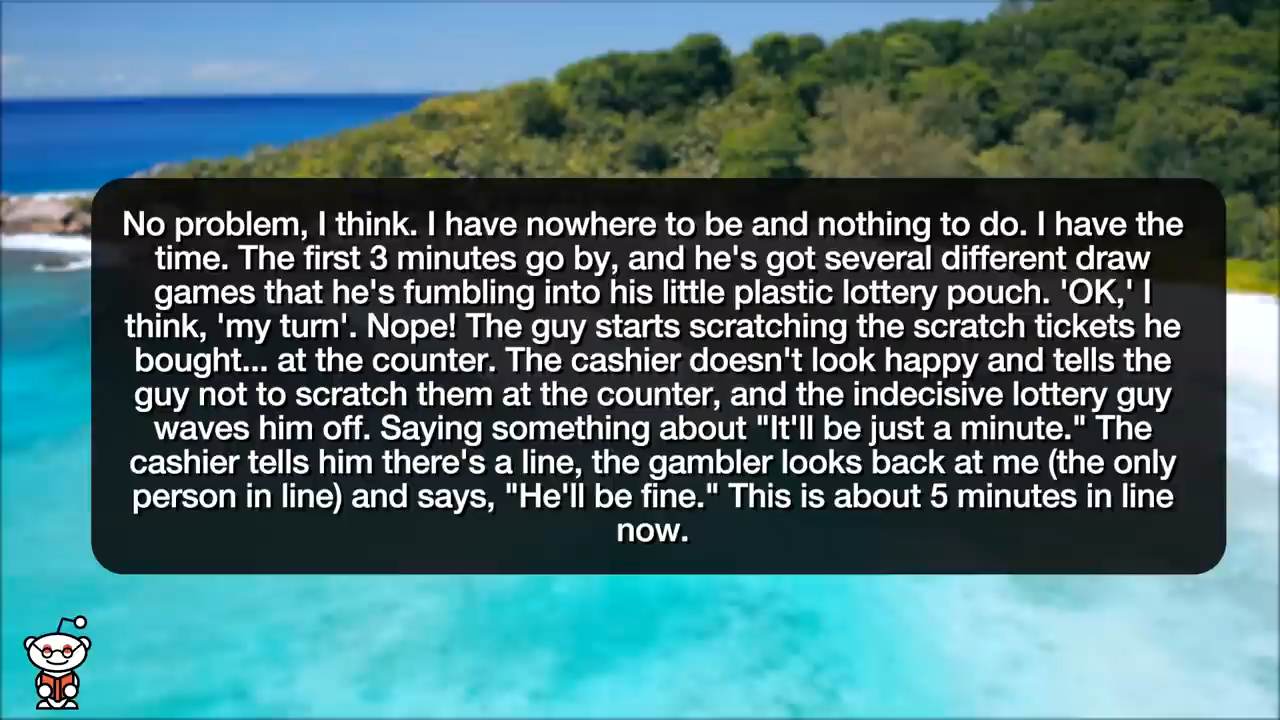 No problem, I think. I have nowhere to be and nothing to do. I have the
time. The first 3 minutes go by, and he's got several different draw
games that he's fumbling into his little plastic lottery pouch. 'OK,' I
think, 'my turn'. Nope! The guy starts scratching the scratch tickets he
bought... at the counter. The cashier doesn't look happy and tells the
guy not to scratch them at the counter, and the indecisive lottery guy
waves him off. Saying something about "It'll be just a minute." The
cashier tells him there's a line, the gambler looks back at me (the only
person in line) and says, "He'll be fine." This is about 5 minutes in line
now.